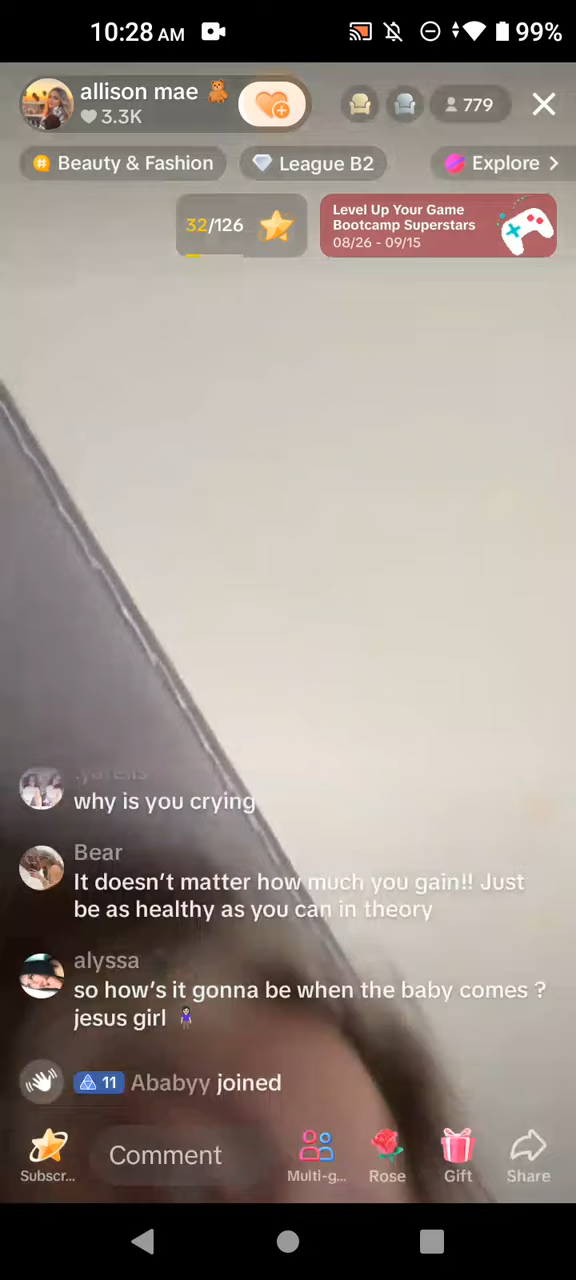 10:28 AM
99%
allison mae
3.3K
779
Beauty & Fashion
League B2
Explore >
32/126
Level Up Your Game
Bootcamp Superstars
08/26 - 09/15
why is you crying
Bear
It doesn't matter how much you gain!! Just
be as healthy as you can in theory
alyssa
so how's it gonna be when the baby comes ?
jesus girl
11 Ababyy joined
Comment
Subscr...
Multi-g...
Rose
Gift
Share